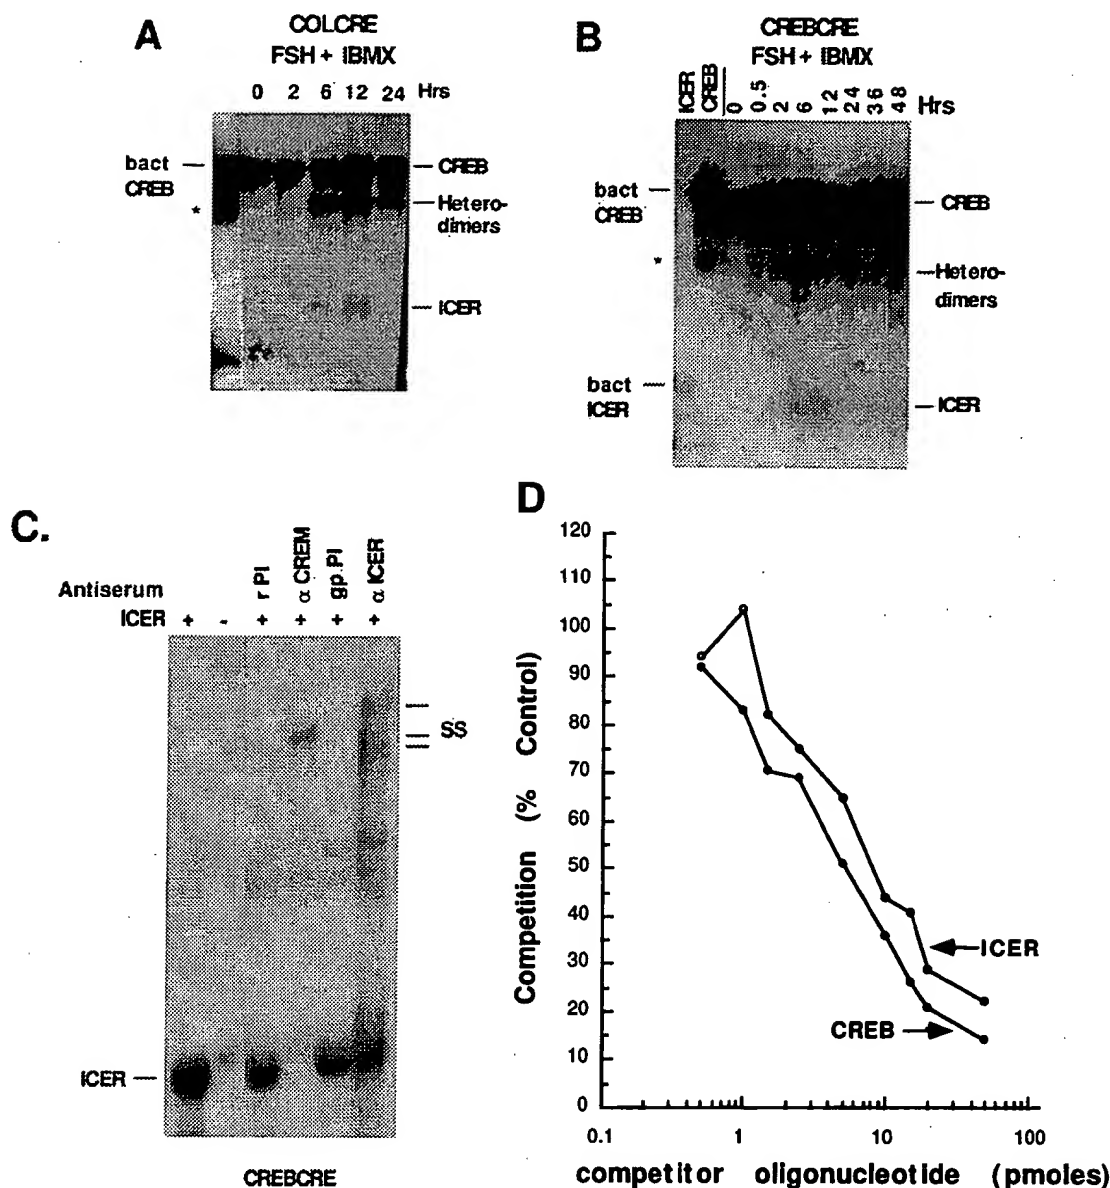 A
COLCRE
FSH + IBMX
0 2 6 12 24 Hrs
bact
CREB
*
CREB
Hetero-
dimers
ICER
B
CREBCRE
FSH + IBMX
ICER
CREB
0
0.5
2
6
12
24
36
48
Hrs
bact
CREB
*
bact
ICER
CREB
Hetero-
dimers
ICER
C.
Antiserum
r PI
α CREM
gp.PI
α ICER
ICER + - + + + +
SS
ICER
CREBCRE
D
Competition (% Control)
120
110
100
90
80
70
60
50
40
30
20
10
0
ICER
CREB
0.1 1 10 100
competitor oligonucleotide (pmoles)